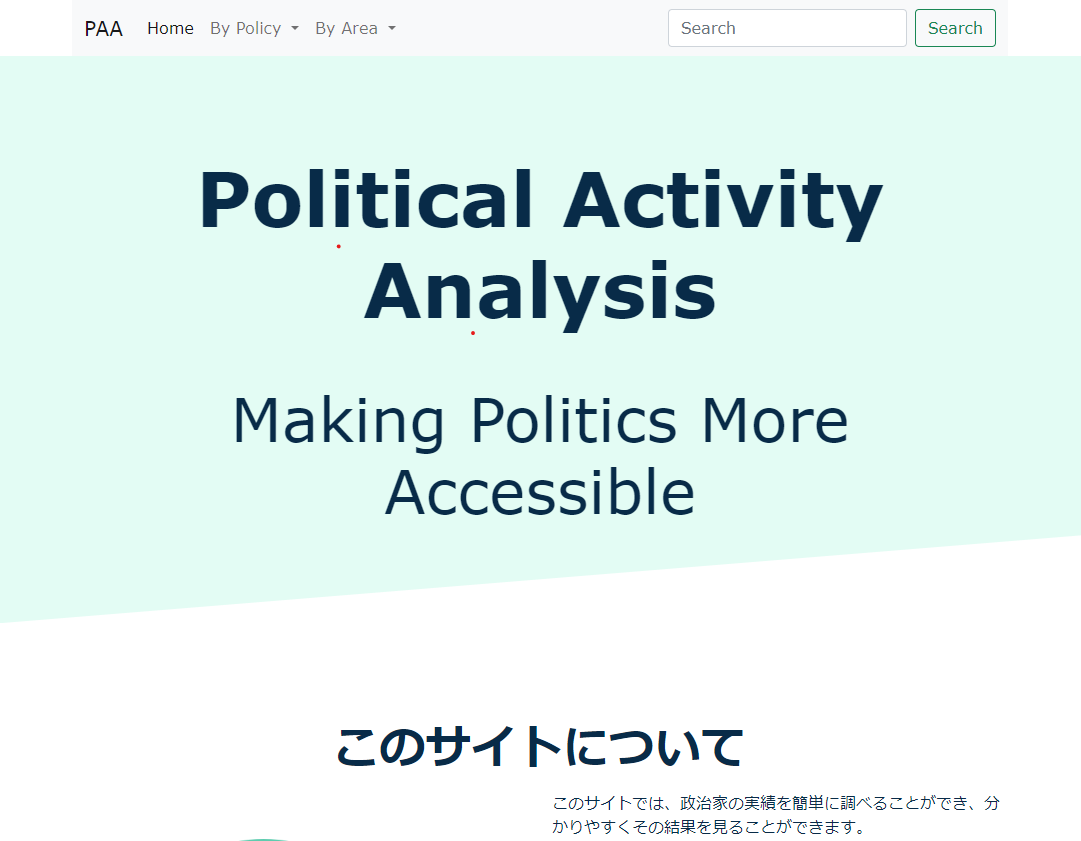 PAA Home By Policy By Area Search Search
Political Activity
Analysis
Making Politics More
Accessible
このサイトについて
このサイトでは、政治家の実績を簡単に調べることができ、分
かりやすくその結果を見ることができます。